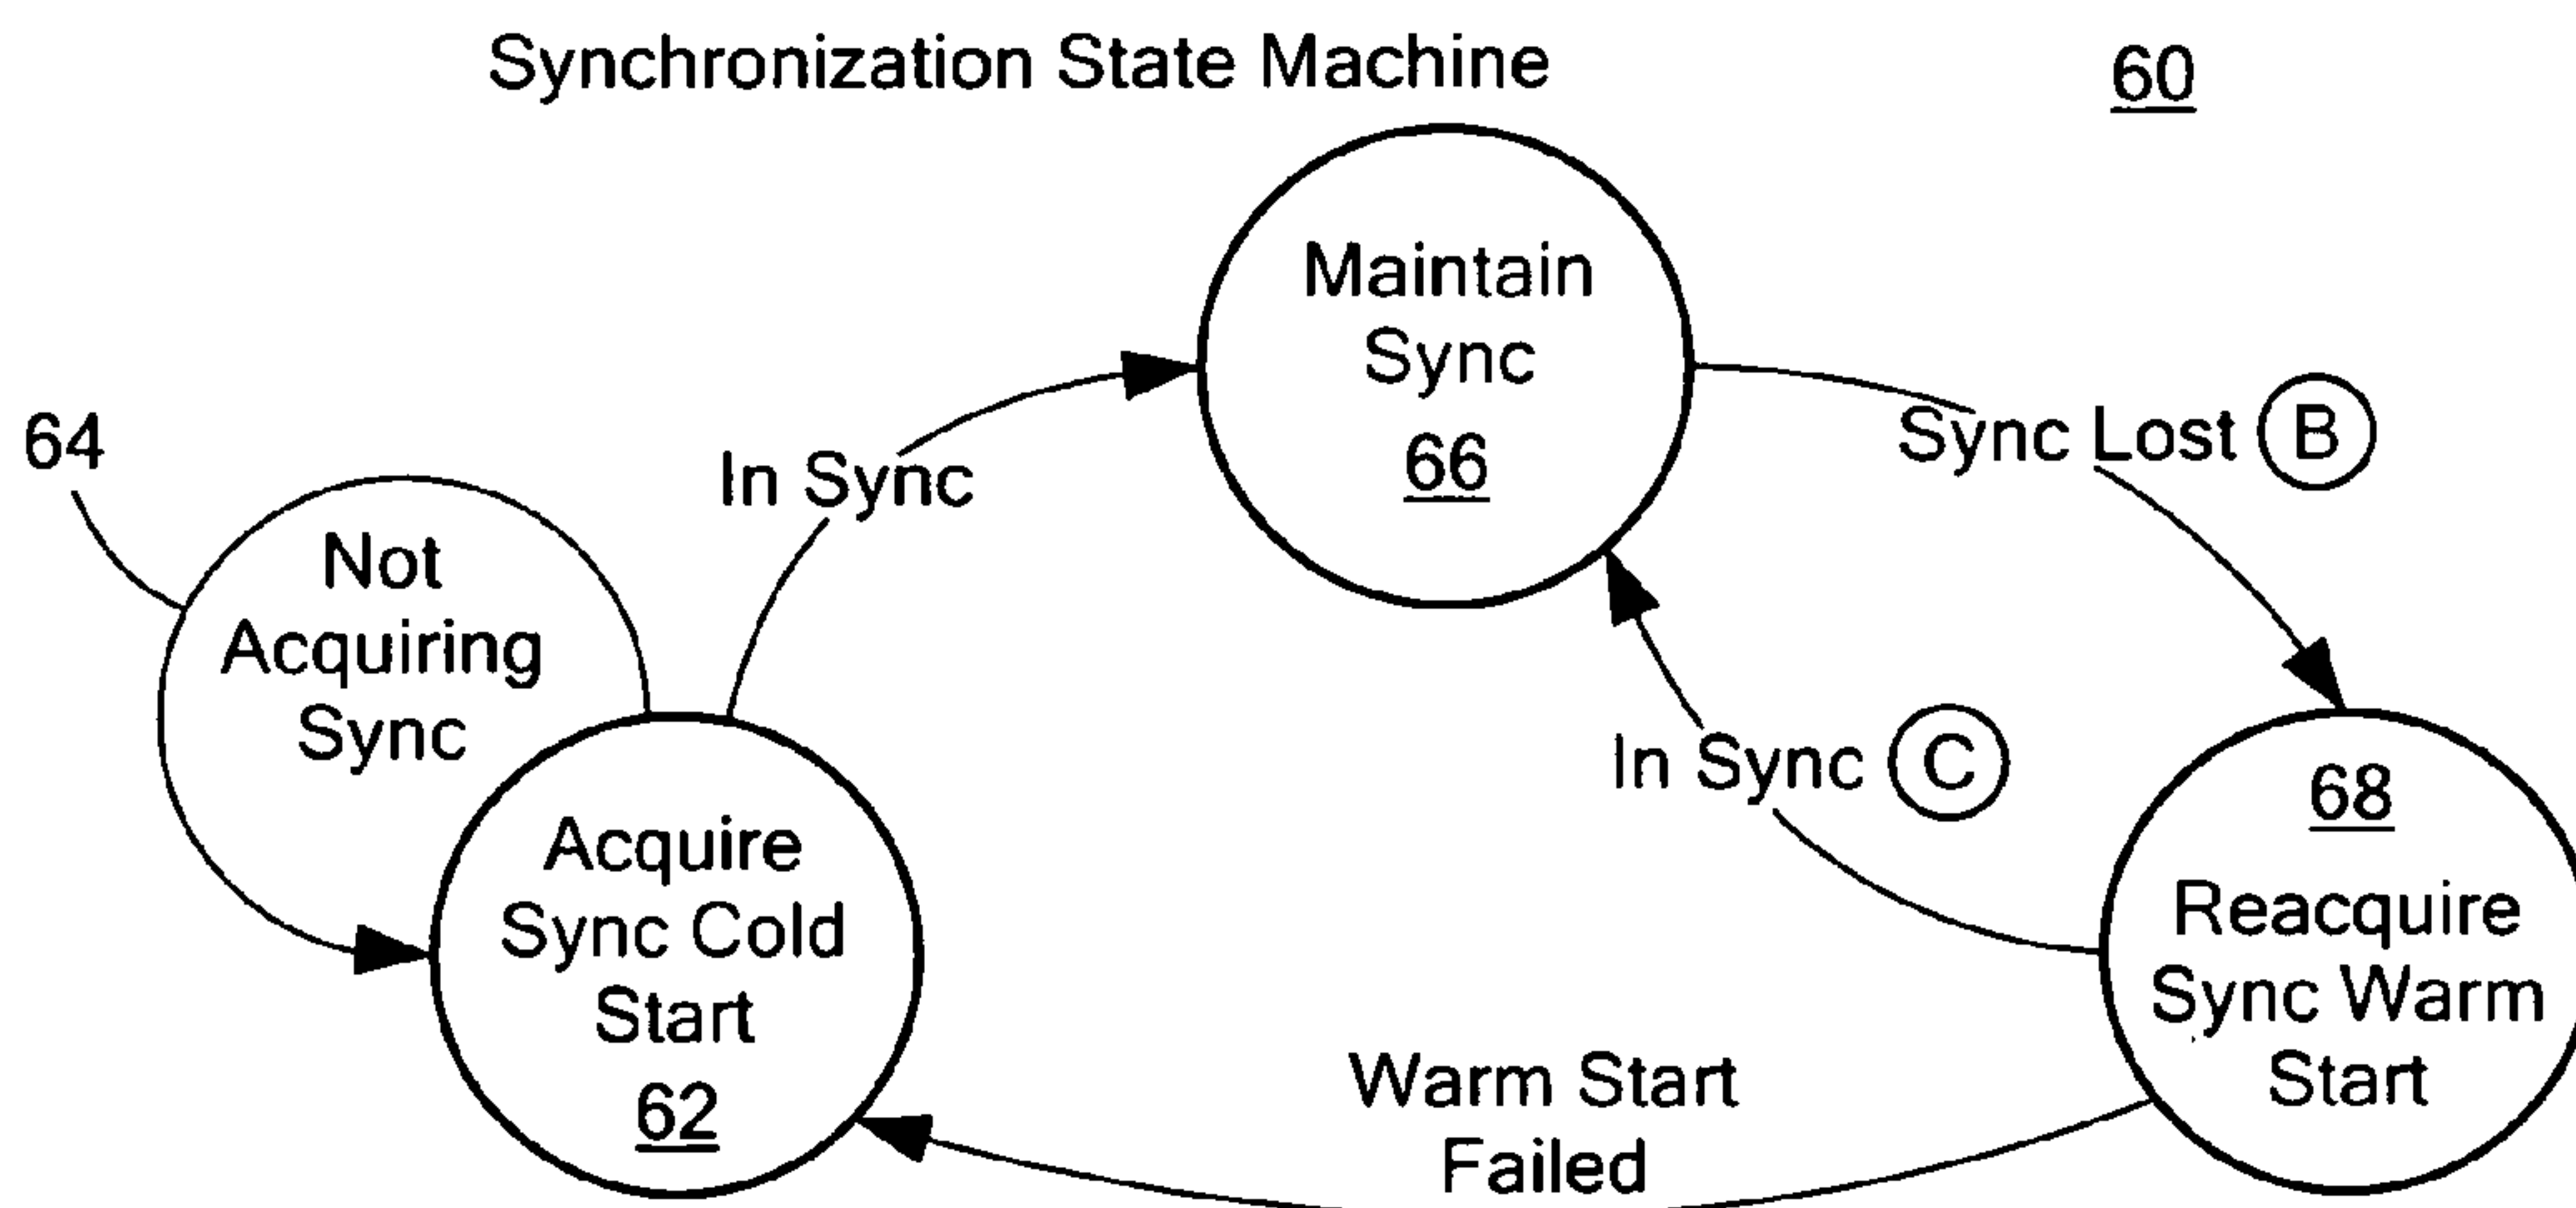 Synchronization State Machine
60
Maintain
Sync
66
64
In Sync
Sync Lost B
Not
Acquiring
Sync
In Sync C
Acquire
Sync Cold
Start
62
68
Reacquire
Sync Warm
Start
Warm Start
Failed